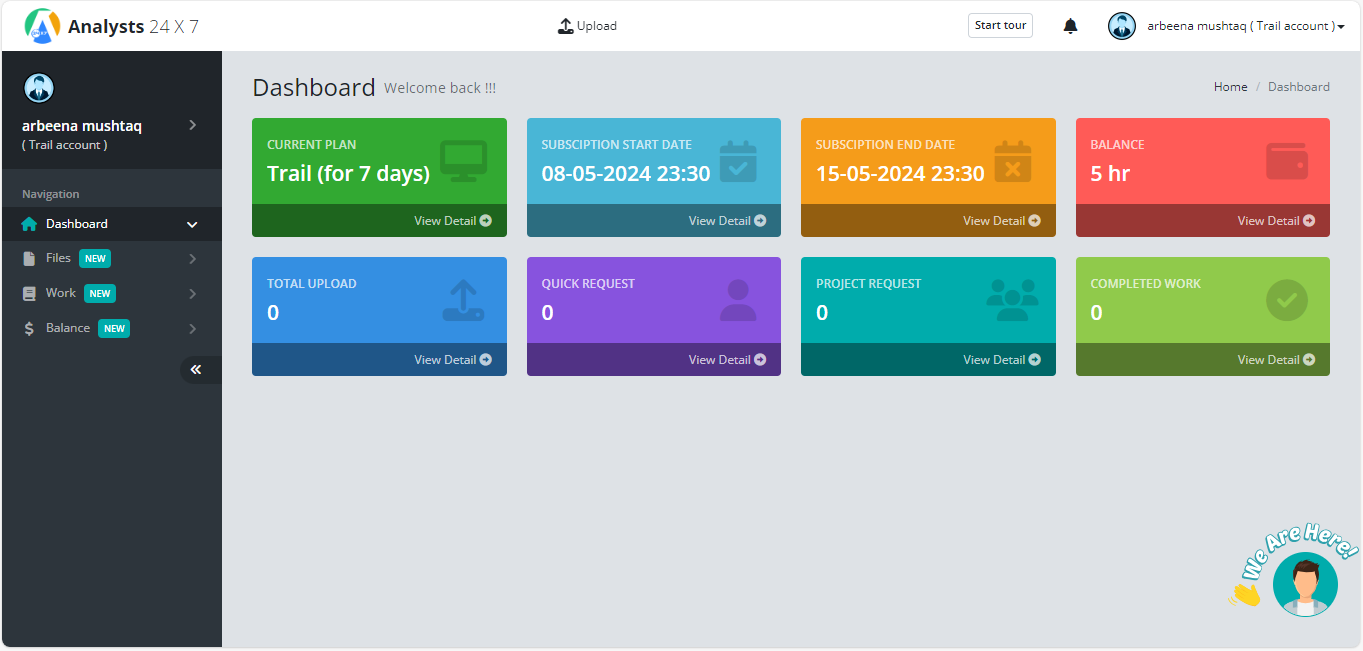 Analysts 24 X 7
Upload
Start tour
arbeena mushtaq ( Trail account )
arbeena mushtaq
( Trail account )
Navigation
Dashboard
Files NEW
Work NEW
Balance NEW
Dashboard Welcome back !!!
Home / Dashboard
CURRENT PLAN
Trail (for 7 days)
View Detail
SUBSCIPTION START DATE
08-05-2024 23:30
View Detail
SUBSCIPTION END DATE
15-05-2024 23:30
View Detail
BALANCE
5 hr
View Detail
TOTAL UPLOAD
0
View Detail
QUICK REQUEST
0
View Detail
PROJECT REQUEST
0
View Detail
COMPLETED WORK
0
View Detail
We Are Here!